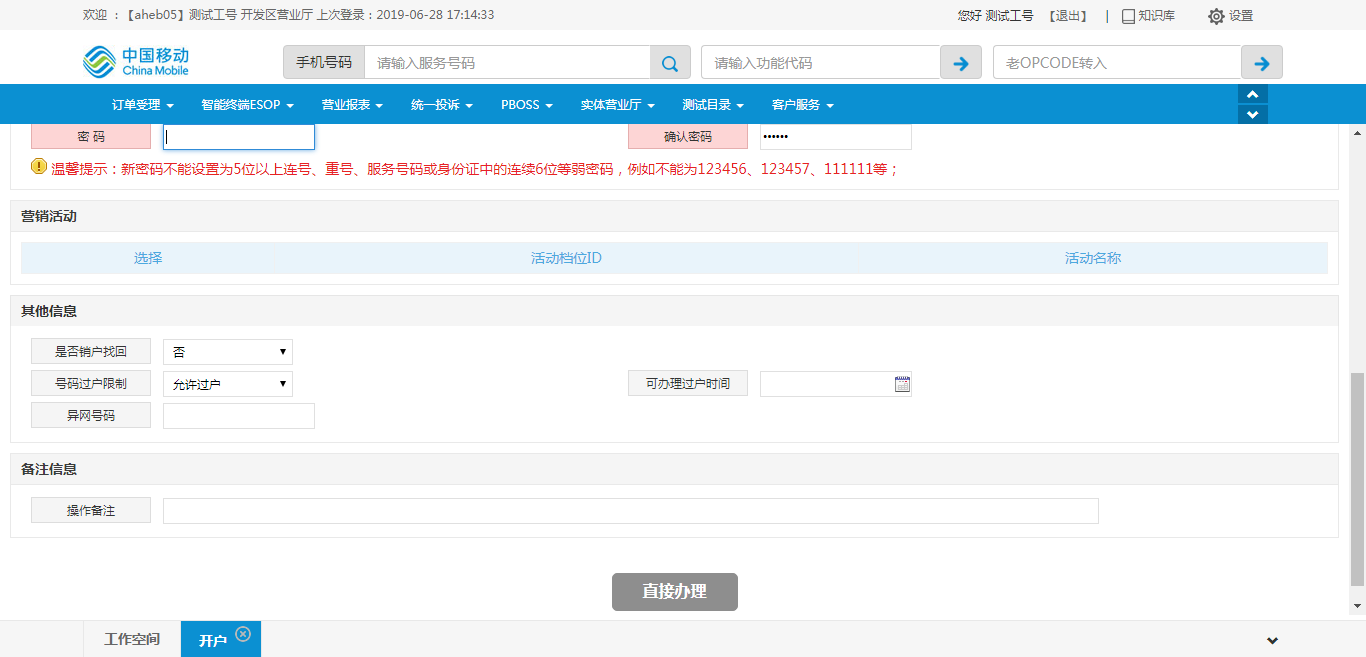 欢迎 ：【aheb05】测试工号 开发区营业厅 上次登录：2019-06-28 17:14:33 您好 测试工号 【退出】 | 知识库 设置
中国移动
China Mobile
手机号码 请输入服务号码 请输入功能代码 老OPCODE转入
订单受理 智能终端ESOP 营业报表 统一投诉 PBOSS 实体营业厅 测试目录 客户服务
密 码 确认密码 ••••••
温馨提示：新密码不能设置为5位以上连号、重号、服务号码或身份证中的连续6位等弱密码，例如不能为123456、123457、111111等；
营销活动
选择 活动档位ID 活动名称
其他信息
是否销户找回 否
号码过户限制 允许过户 可办理过户时间
异网号码
备注信息
操作备注
直接办理
工作空间 开户